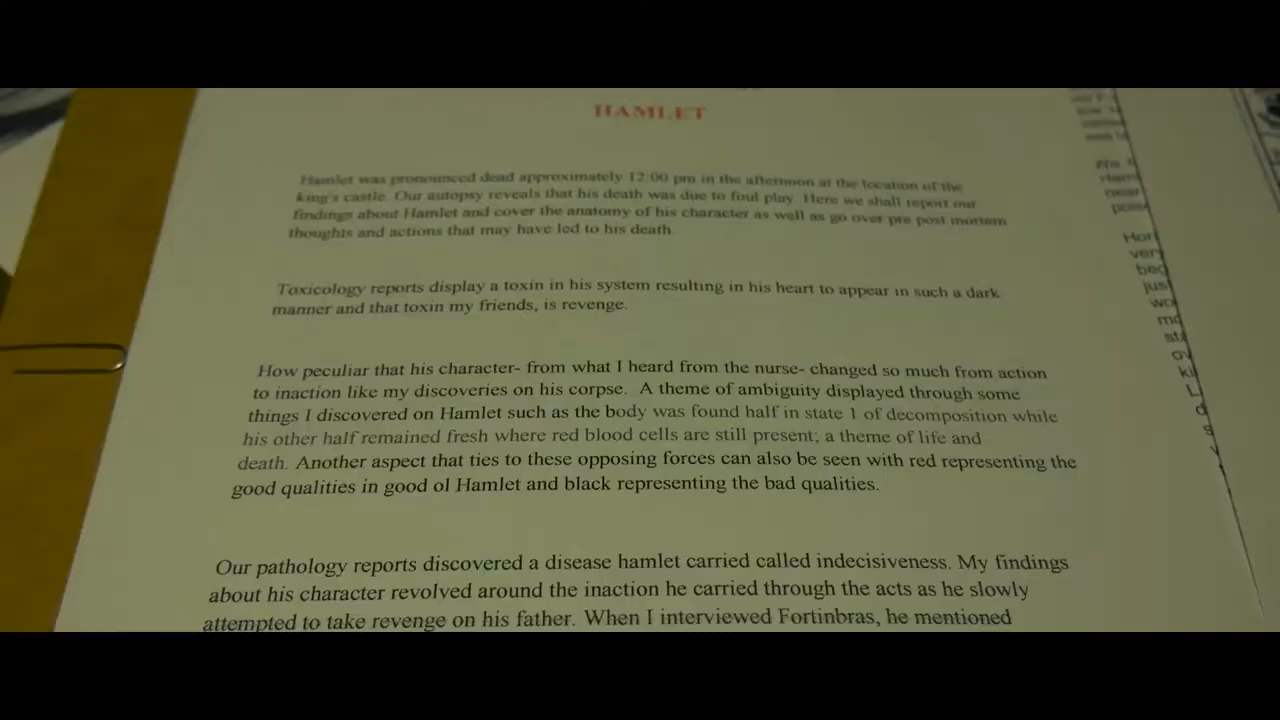 HAMLET
Hamlet was pronounced dead approximately 12:00 pm in the afternoon at the location of the
king's castle. Our autopsy reveals that his death was due to foul play. Here we shall report our
findings about Hamlet and cover the anatomy of his character as well as go over pre post mortem
thoughts and actions that may have led to his death
Toxicology reports display a toxin in his system resulting in his heart to appear in such a dark
manner and that toxin my friends, is revenge.
How peculiar that his character- from what I heard from the nurse- changed so much from action
to inaction like my discoveries on his corpse. A theme of ambiguity displayed through some
things I discovered on Hamlet such as the body was found half in state 1 of decomposition while
his other half remained fresh where red blood cells are still present; a theme of life and
death. Another aspect that ties to these opposing forces can also be seen with red representing the
good qualities in good ol Hamlet and black representing the bad qualities.
Our pathology reports discovered a disease hamlet carried called indecisiveness. My findings
about his character revolved around the inaction he carried through the acts as he slowly
attempted to take revenge on his father. When I interviewed Fortinbras, he mentioned